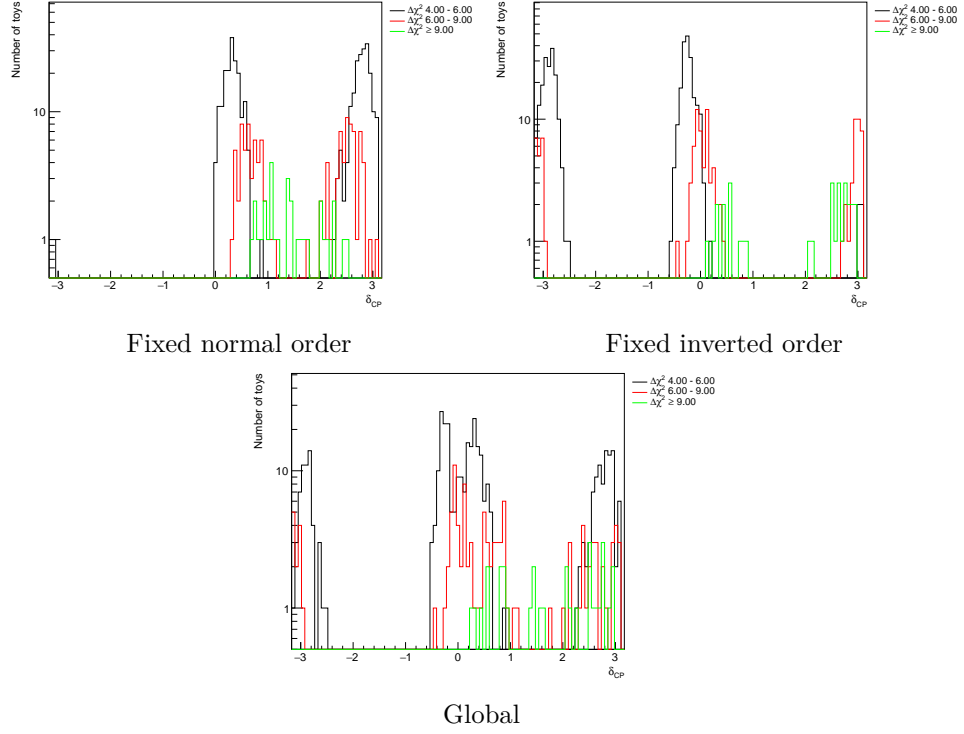 Number of toys
10
1
−3 −2 −1 0 1 2 3
δCP
Δχ² 4.00 - 6.00
Δχ² 6.00 - 9.00
Δχ² ≥ 9.00
Fixed normal order
Number of toys
10
1
−3 −2 −1 0 1 2 3
δCP
Δχ² 4.00 - 6.00
Δχ² 6.00 - 9.00
Δχ² ≥ 9.00
Fixed inverted order
Number of toys
10
1
−3 −2 −1 0 1 2 3
δCP
Δχ² 4.00 - 6.00
Δχ² 6.00 - 9.00
Δχ² ≥ 9.00
Global